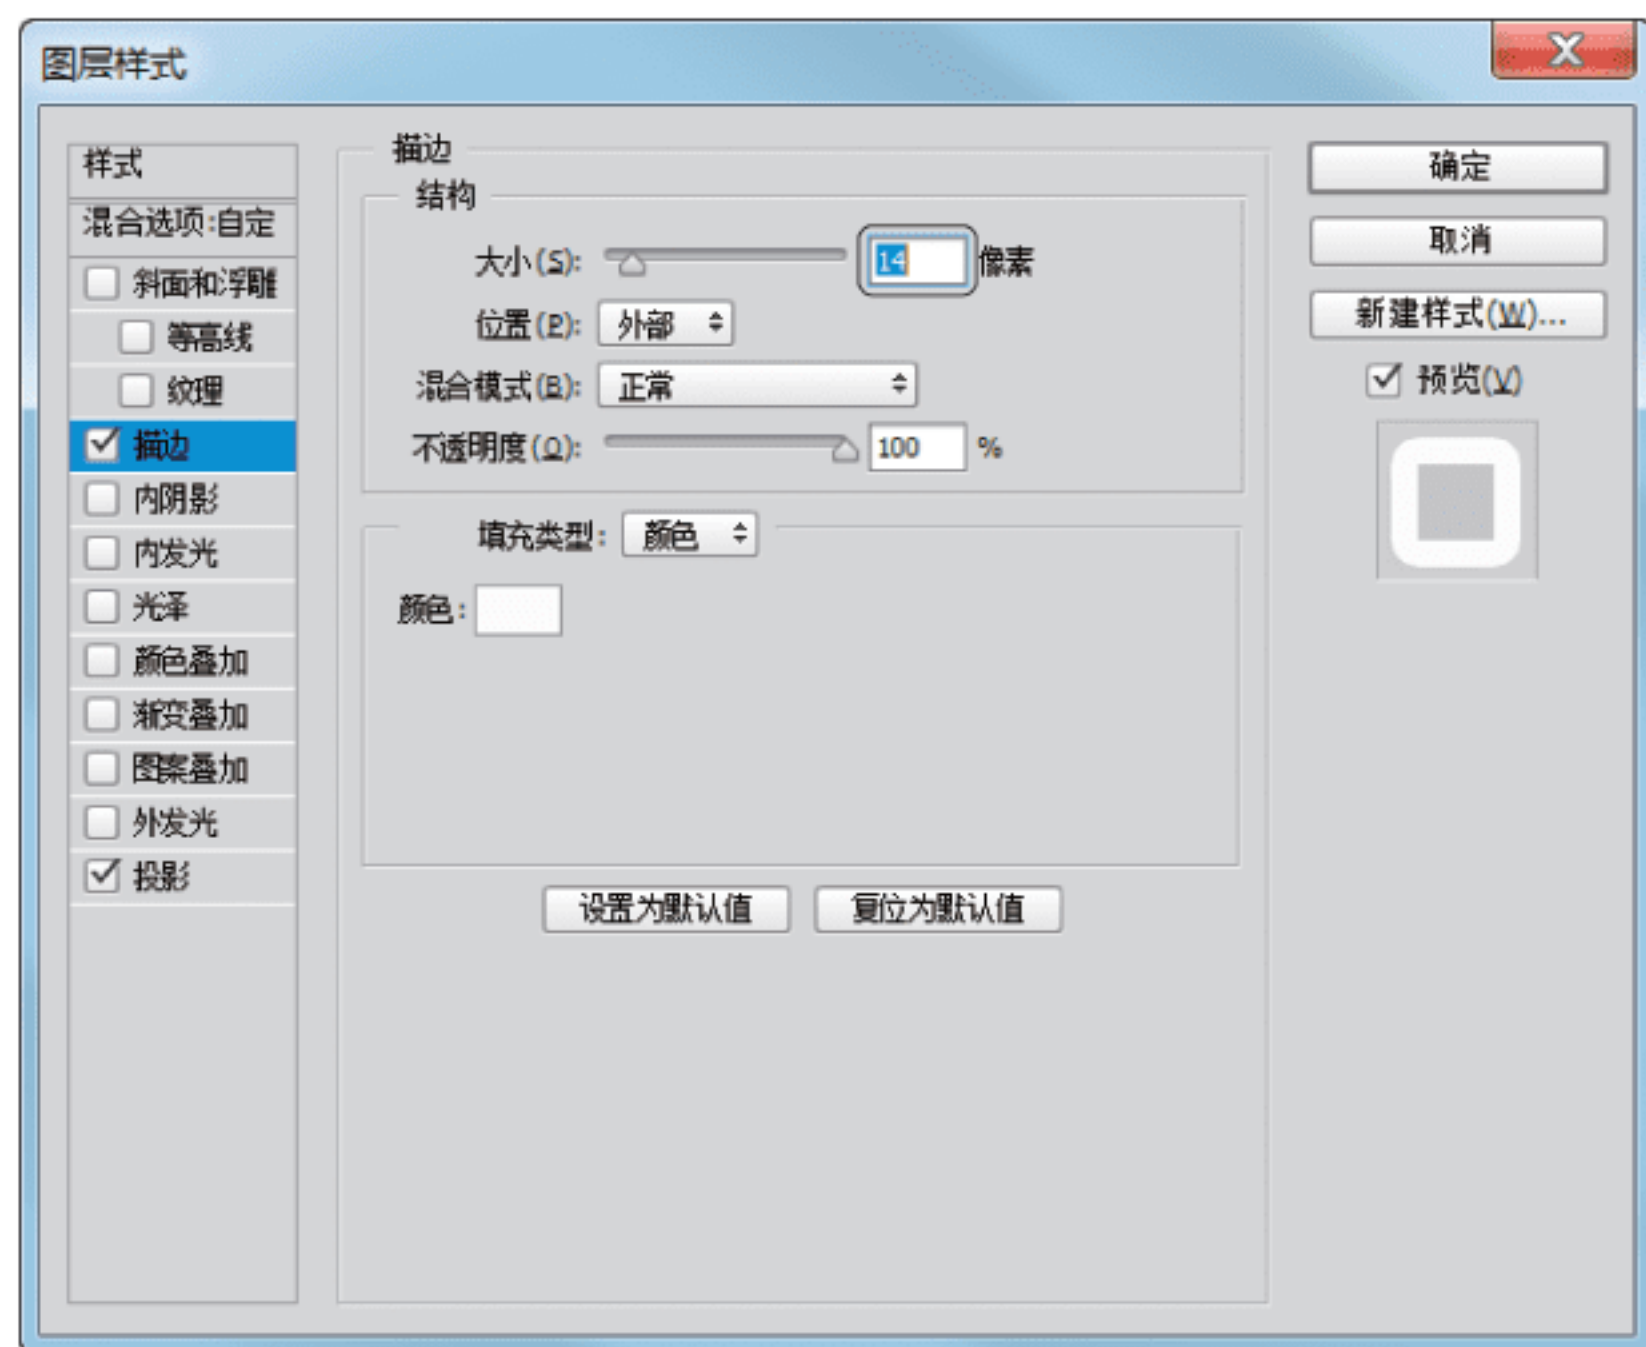 图层样式
样式
混合选项:自定
斜面和浮雕
等高线
纹理
描边
内阴影
内发光
光泽
颜色叠加
渐变叠加
图案叠加
外发光
投影
描边
结构
大小(S): 14 像素
位置(P): 外部
混合模式(B): 正常
不透明度(O): 100 %
填充类型: 颜色
颜色:
设置为默认值 复位为默认值
确定
取消
新建样式(W)...
预览(V)